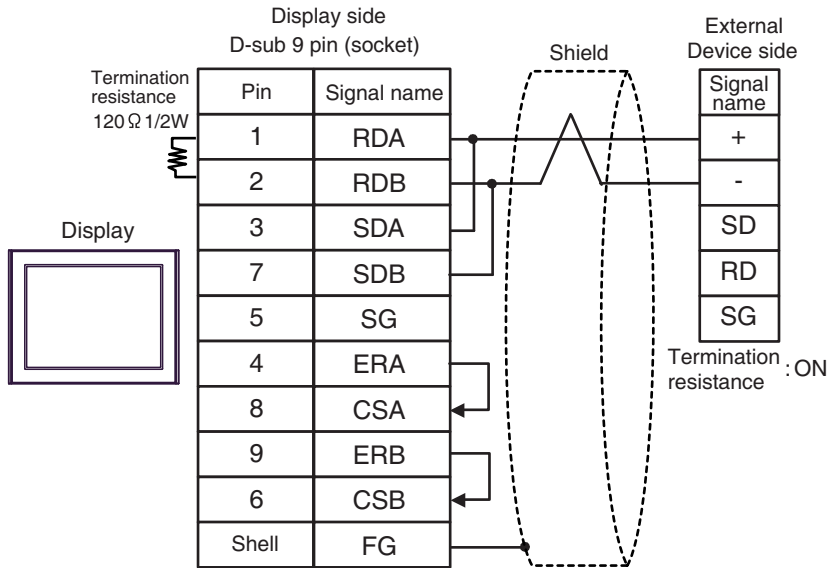 Display side
D-sub 9 pin (socket)
Shield
External
Device side
Termination
resistance
120Ω1/2W
Pin Signal name
Signal
name
1 RDA +
2 RDB -
3 SDA SD
7 SDB RD
5 SG SG
4 ERA
8 CSA
9 ERB
6 CSB
Shell FG
Display
Termination
resistance :ON